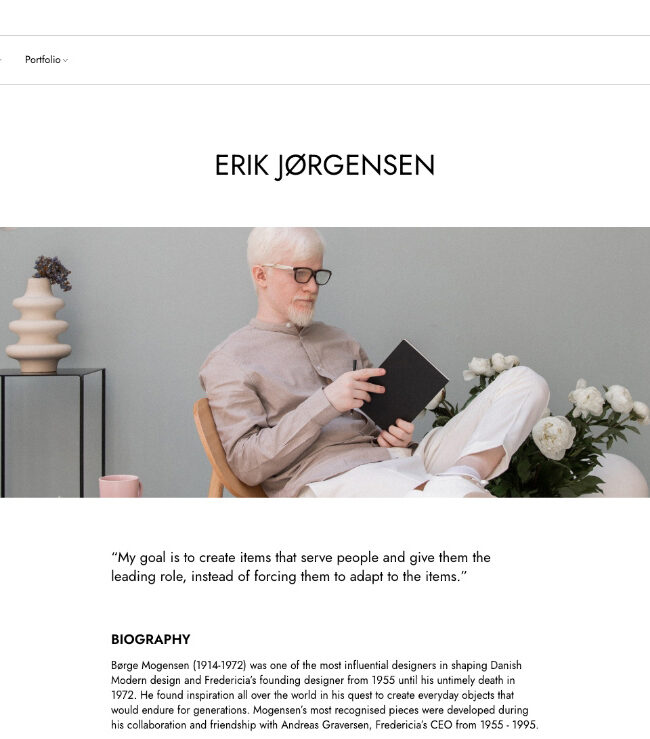 Portfolio
ERIK JØRGENSEN
“My goal is to create items that serve people and give them the
leading role, instead of forcing them to adapt to the items.”
BIOGRAPHY
Børge Mogensen (1914-1972) was one of the most influential designers in shaping Danish
Modern design and Fredericia’s founding designer from 1955 until his untimely death in
1972. He found inspiration all over the world in his quest to create everyday objects that
would endure for generations. Mogensen’s most recognised pieces were developed during
his collaboration and friendship with Andreas Graversen, Fredericia’s CEO from 1955 - 1995.